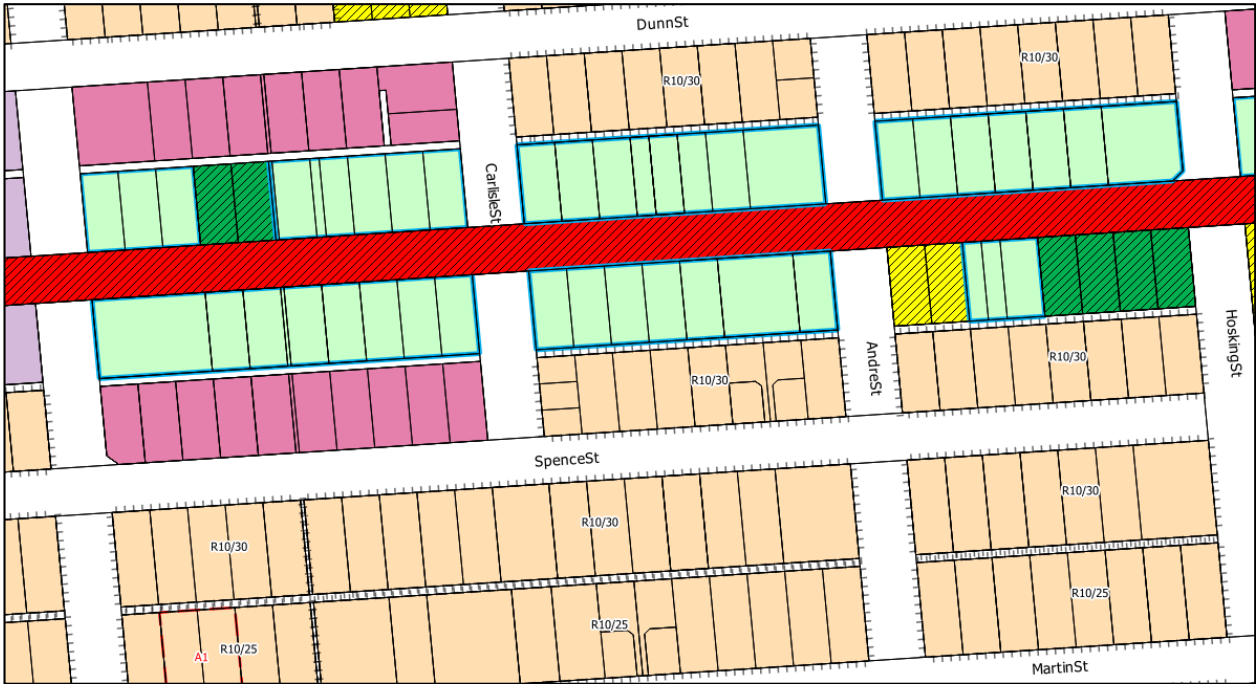 DunnSt
R10/30
R10/30
CarlisleSt
HoskingSt
AndreSt
R10/30
R10/30
SpenceSt
R10/30
R10/30
R10/30
R10/25
R10/25
A1
R10/25
MartinSt